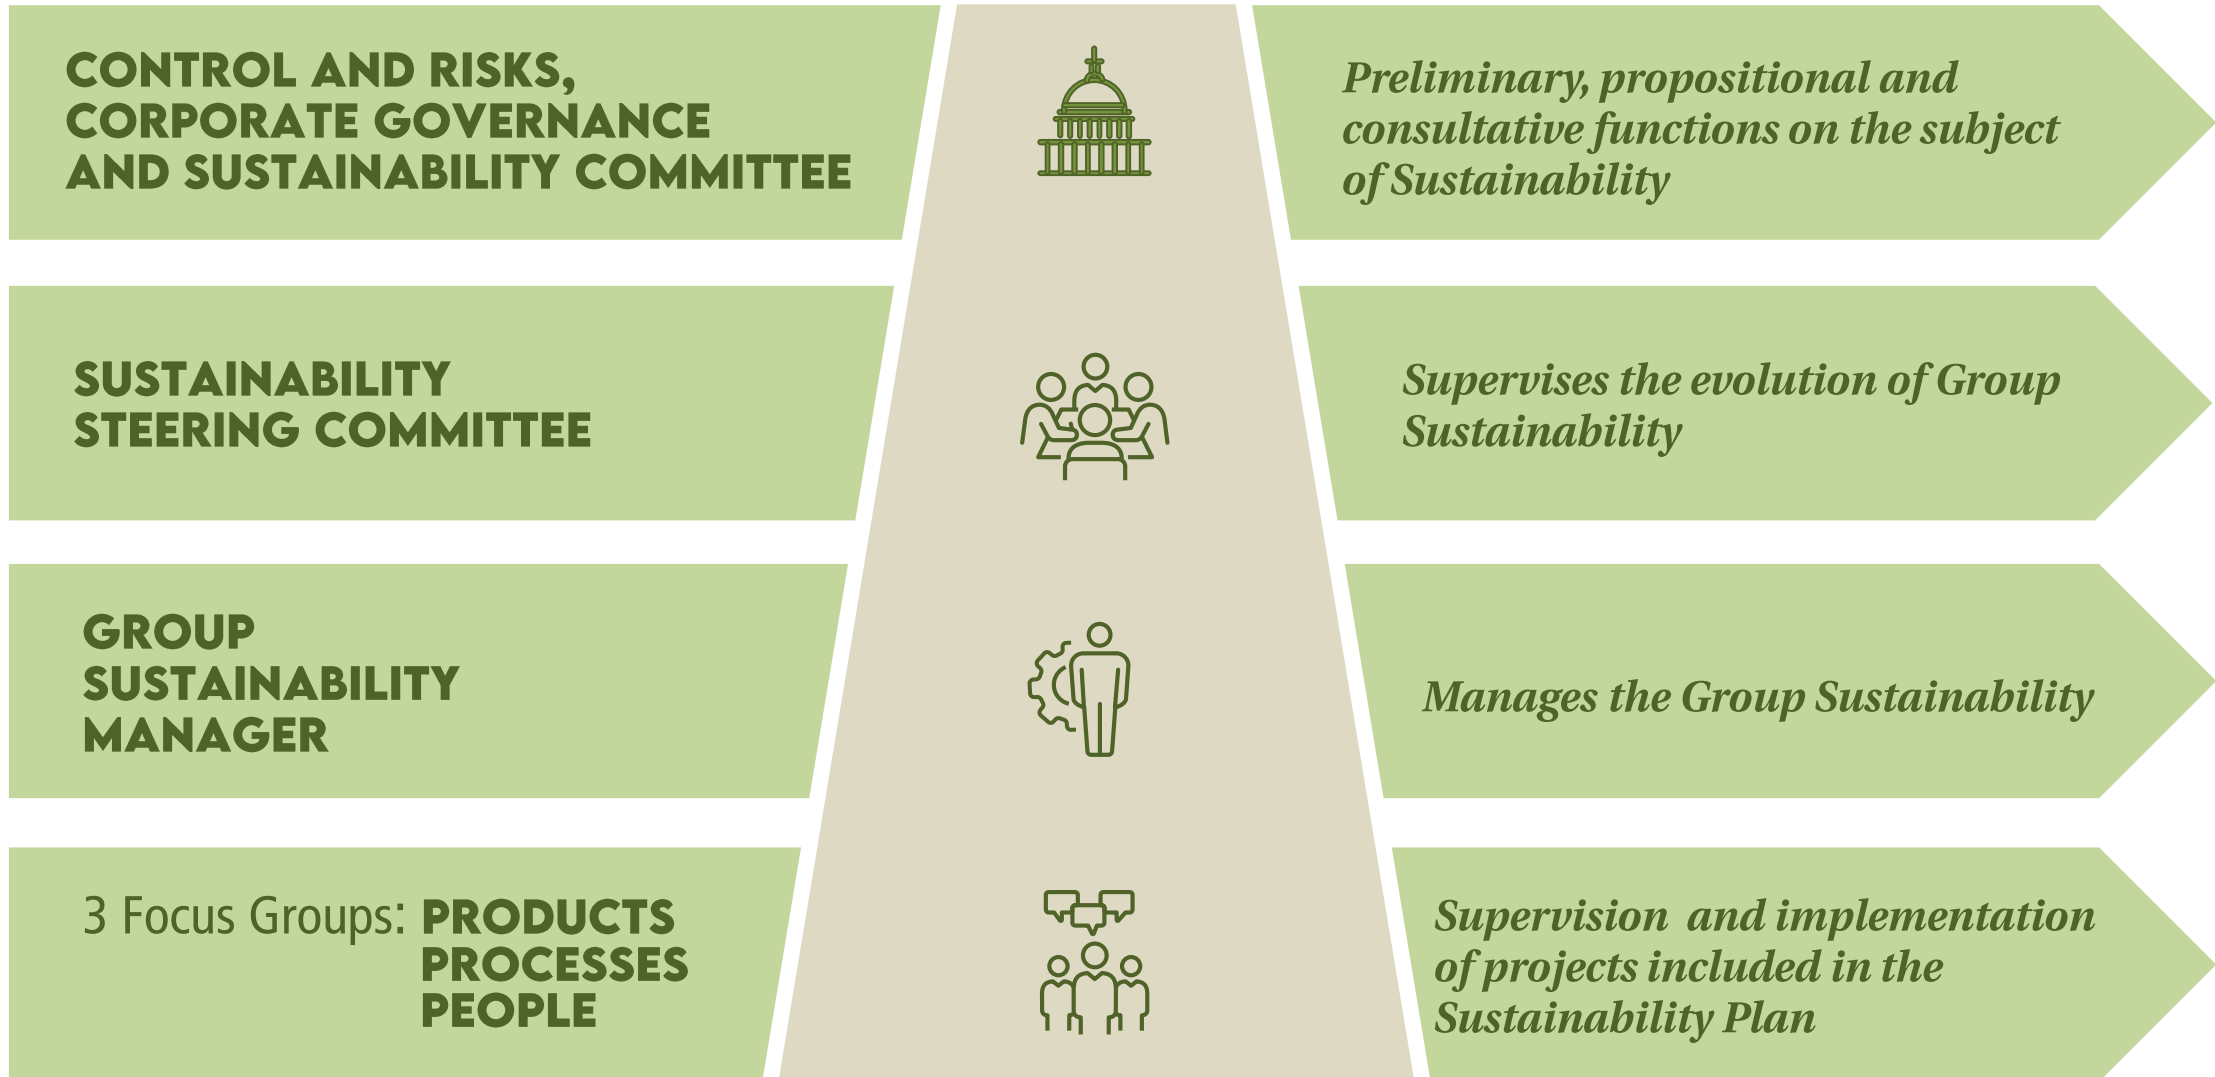 CONTROL AND RISKS,
CORPORATE GOVERNANCE
AND SUSTAINABILITY COMMITTEE
Preliminary, propositional and
consultative functions on the subject
of Sustainability
SUSTAINABILITY
STEERING COMMITTEE
Supervises the evolution of Group
Sustainability
GROUP
SUSTAINABILITY
MANAGER
Manages the Group Sustainability
3 Focus Groups: PRODUCTS
PROCESSES
PEOPLE
Supervision and implementation
of projects included in the
Sustainability Plan